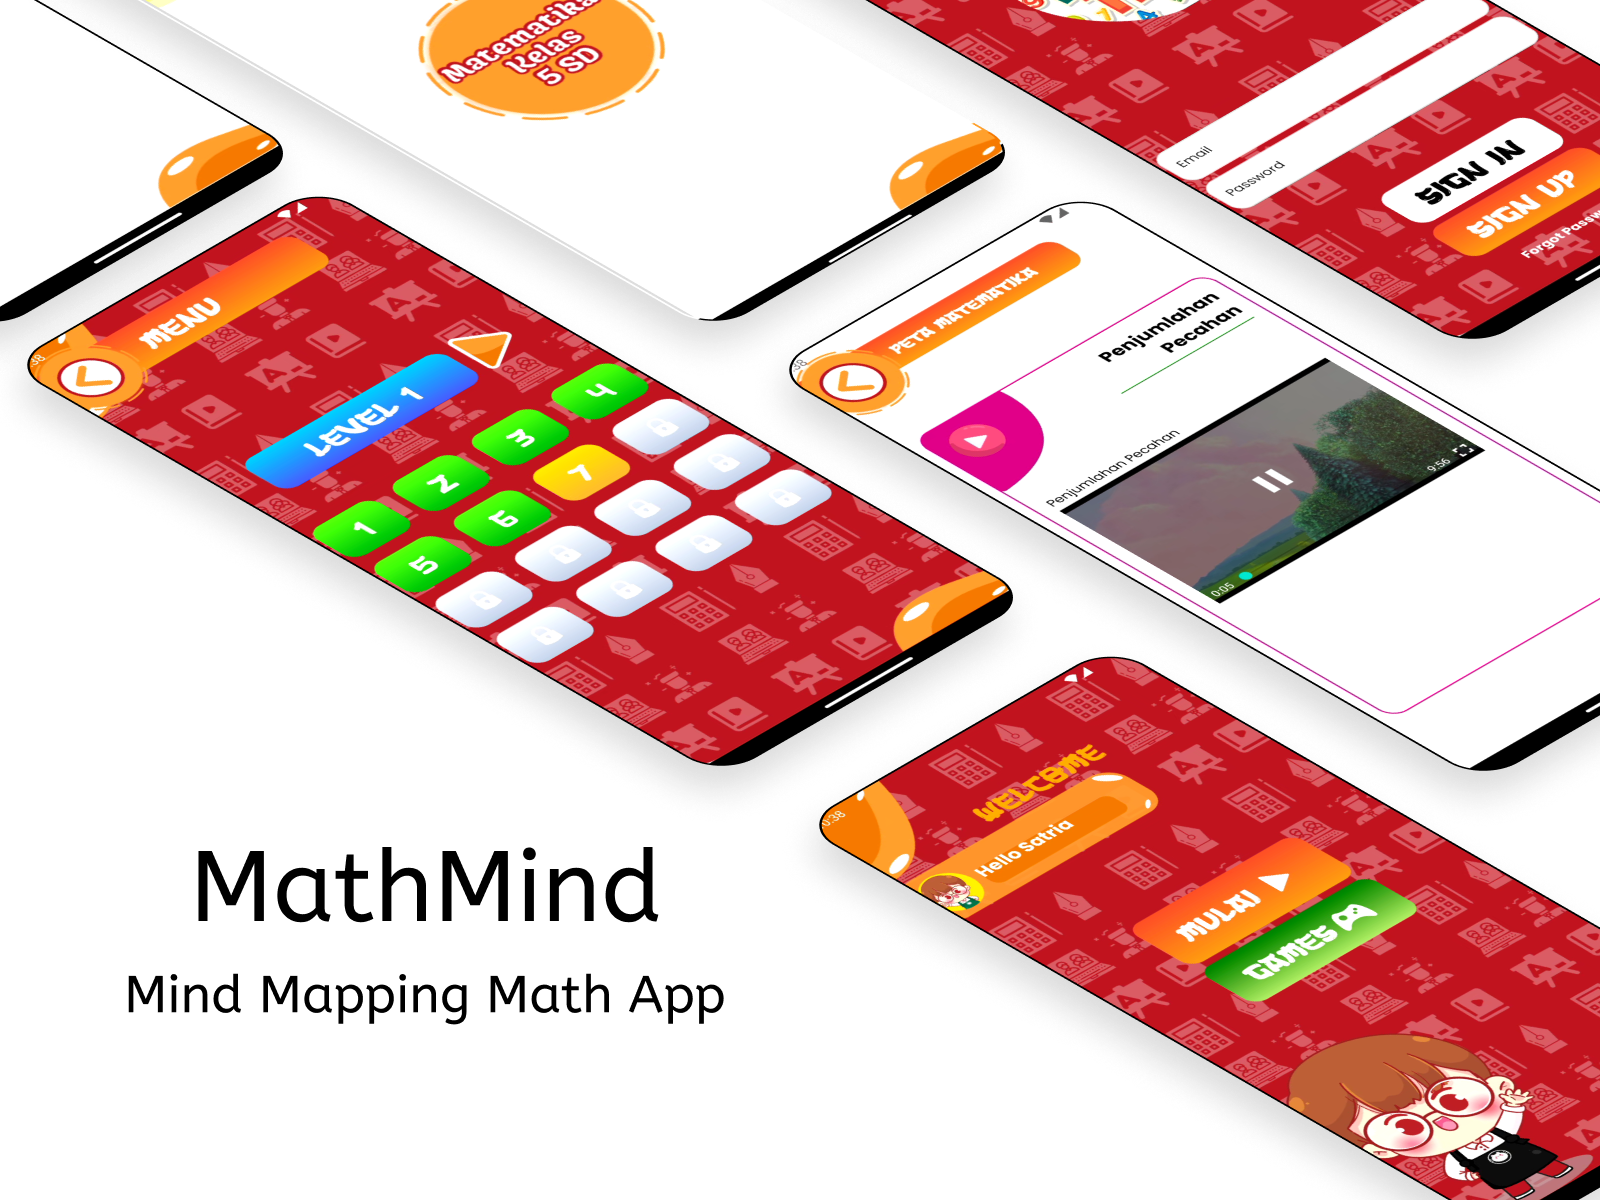 Matematika
Kelas
5 SD
Email
Password
SIGN IN
SIGN UP
MENU
LEVEL 1
1
2
3
4
5
6
7
PETA MATEMATIKA
Penjumlahan
Pecahan
Penjumlahan Pecahan
0:05
9:56
WELCOME
Hello Satria
MULAI
GAMES
MathMind
Mind Mapping Math App
Forgot